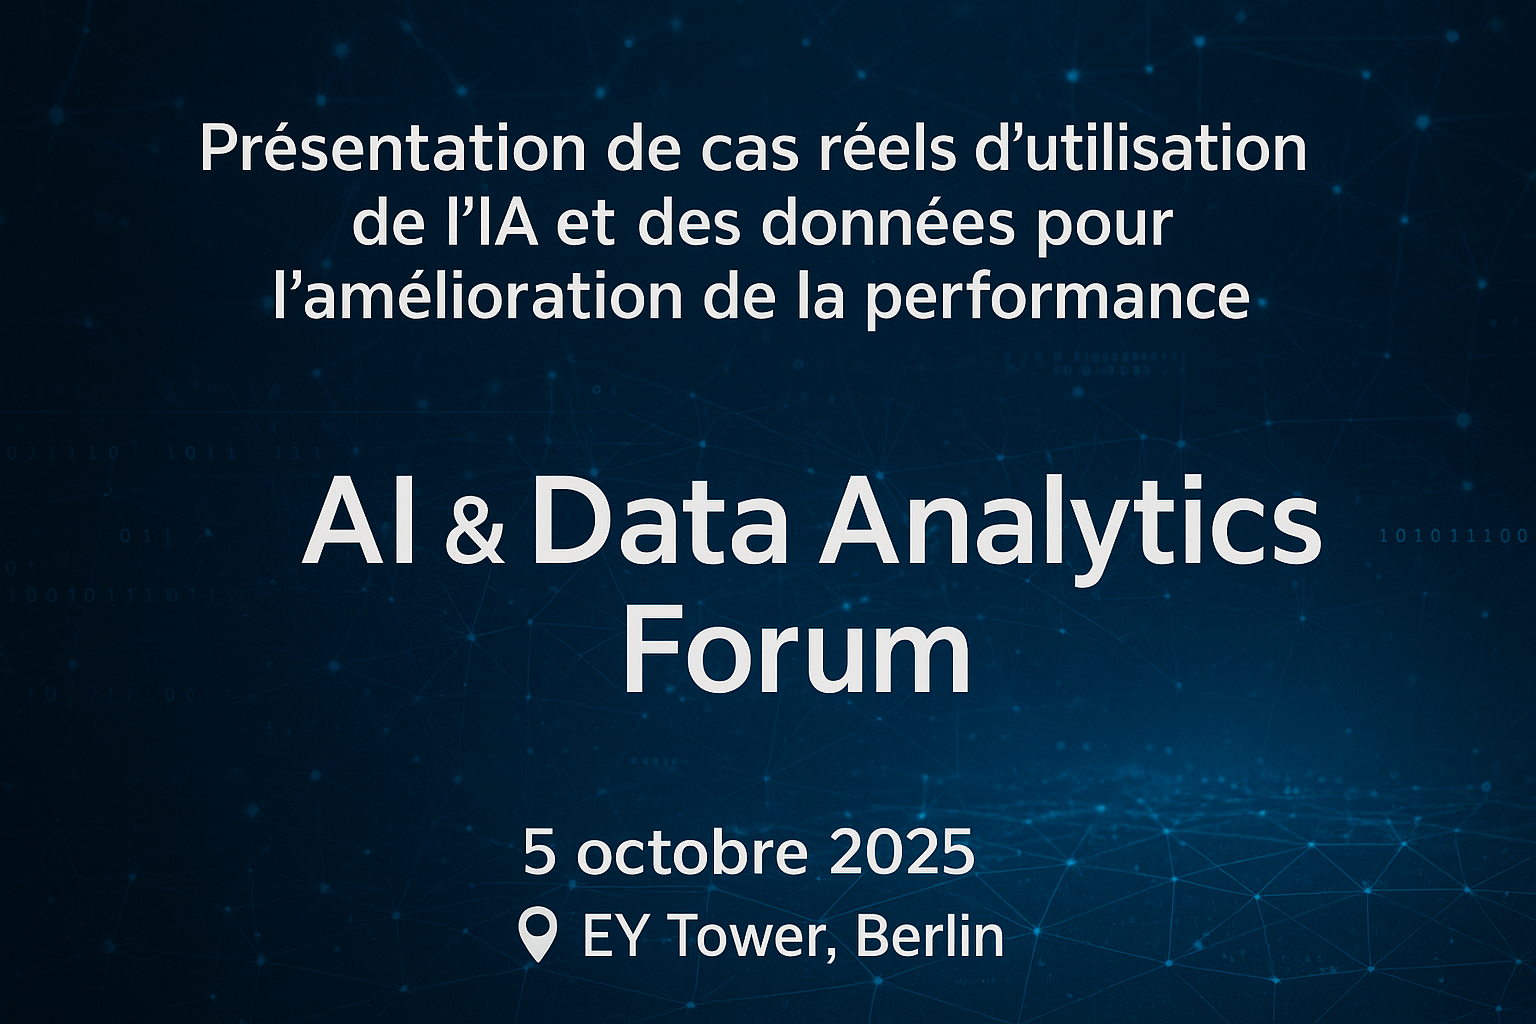 Présentation de cas réels d’utilisation
de l’IA et des données pour
l’amélioration de la performance
AI & Data Analytics
Forum
5 octobre 2025
EY Tower, Berlin